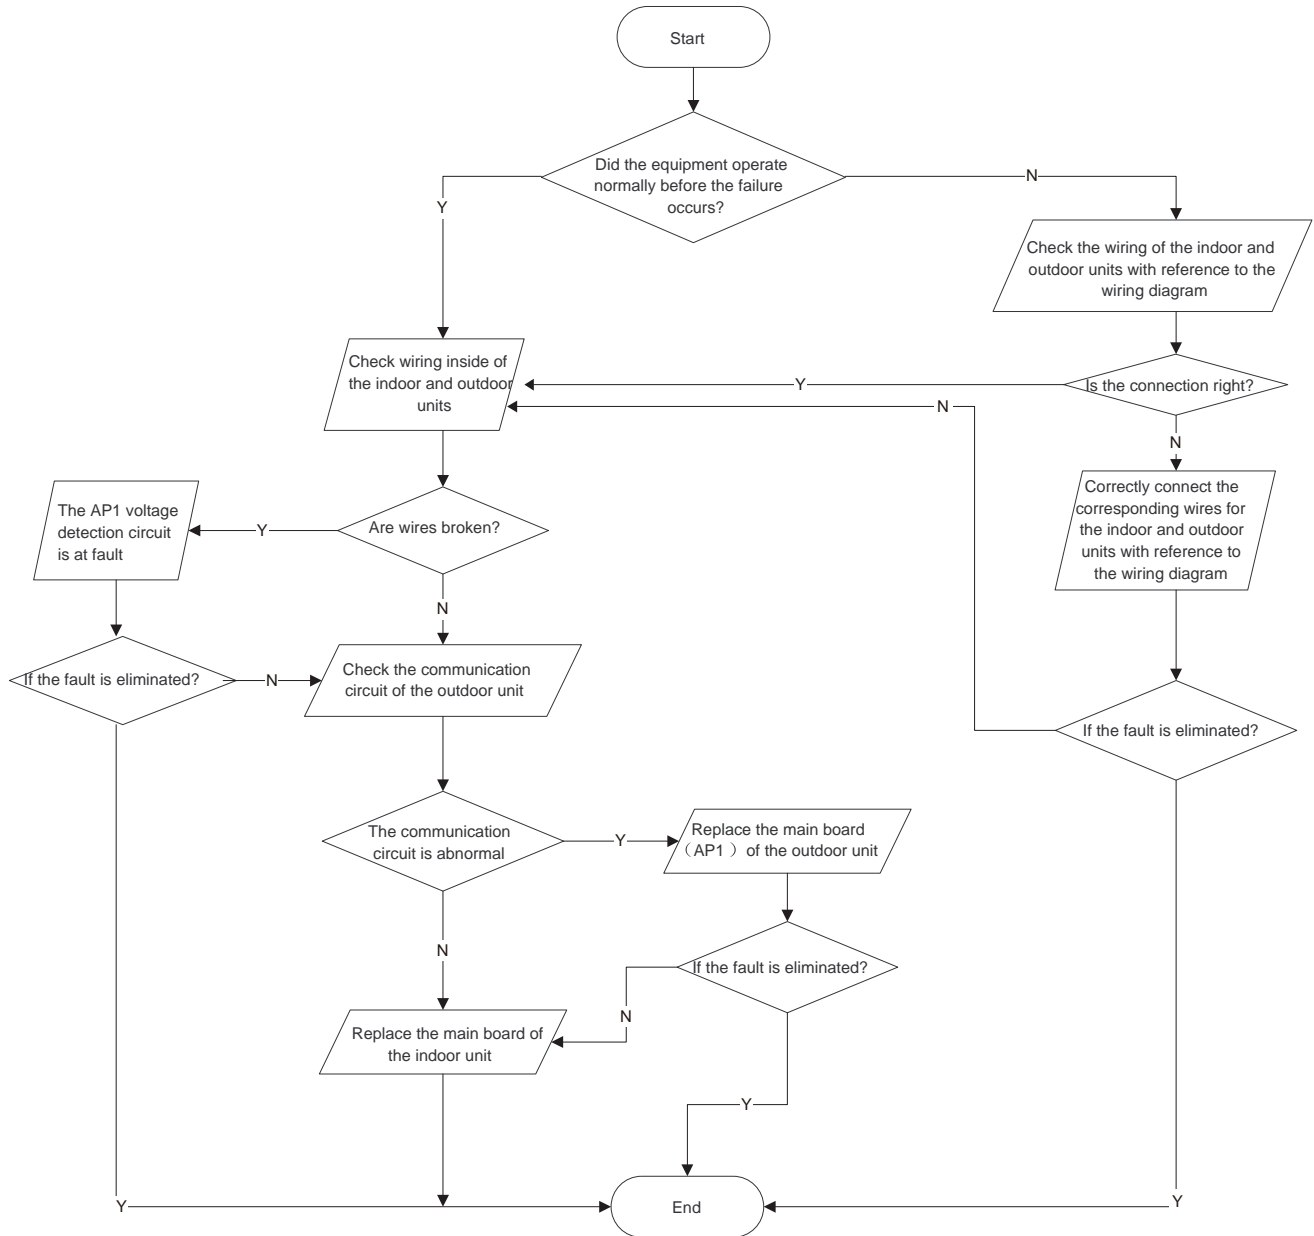 Start
Did the equipment operate
normally before the failure
occurs?
Y
N
Check the wiring of the indoor and
outdoor units with reference to the
wiring diagram
Check wiring inside of
the indoor and outdoor
units
Y
Is the connection right?
N
N
The AP1 voltage
detection circuit
is at fault
Y
Are wires broken?
Correctly connect the
corresponding wires for
the indoor and outdoor
units with reference to
the wiring diagram
N
If the fault is eliminated?
N
Check the communication
circuit of the outdoor unit
If the fault is eliminated?
The communication
circuit is abnormal
Y
Replace the main board
（AP1 ）of the outdoor unit
N
If the fault is eliminated?
N
Replace the main board of
the indoor unit
Y
Y
End
Y